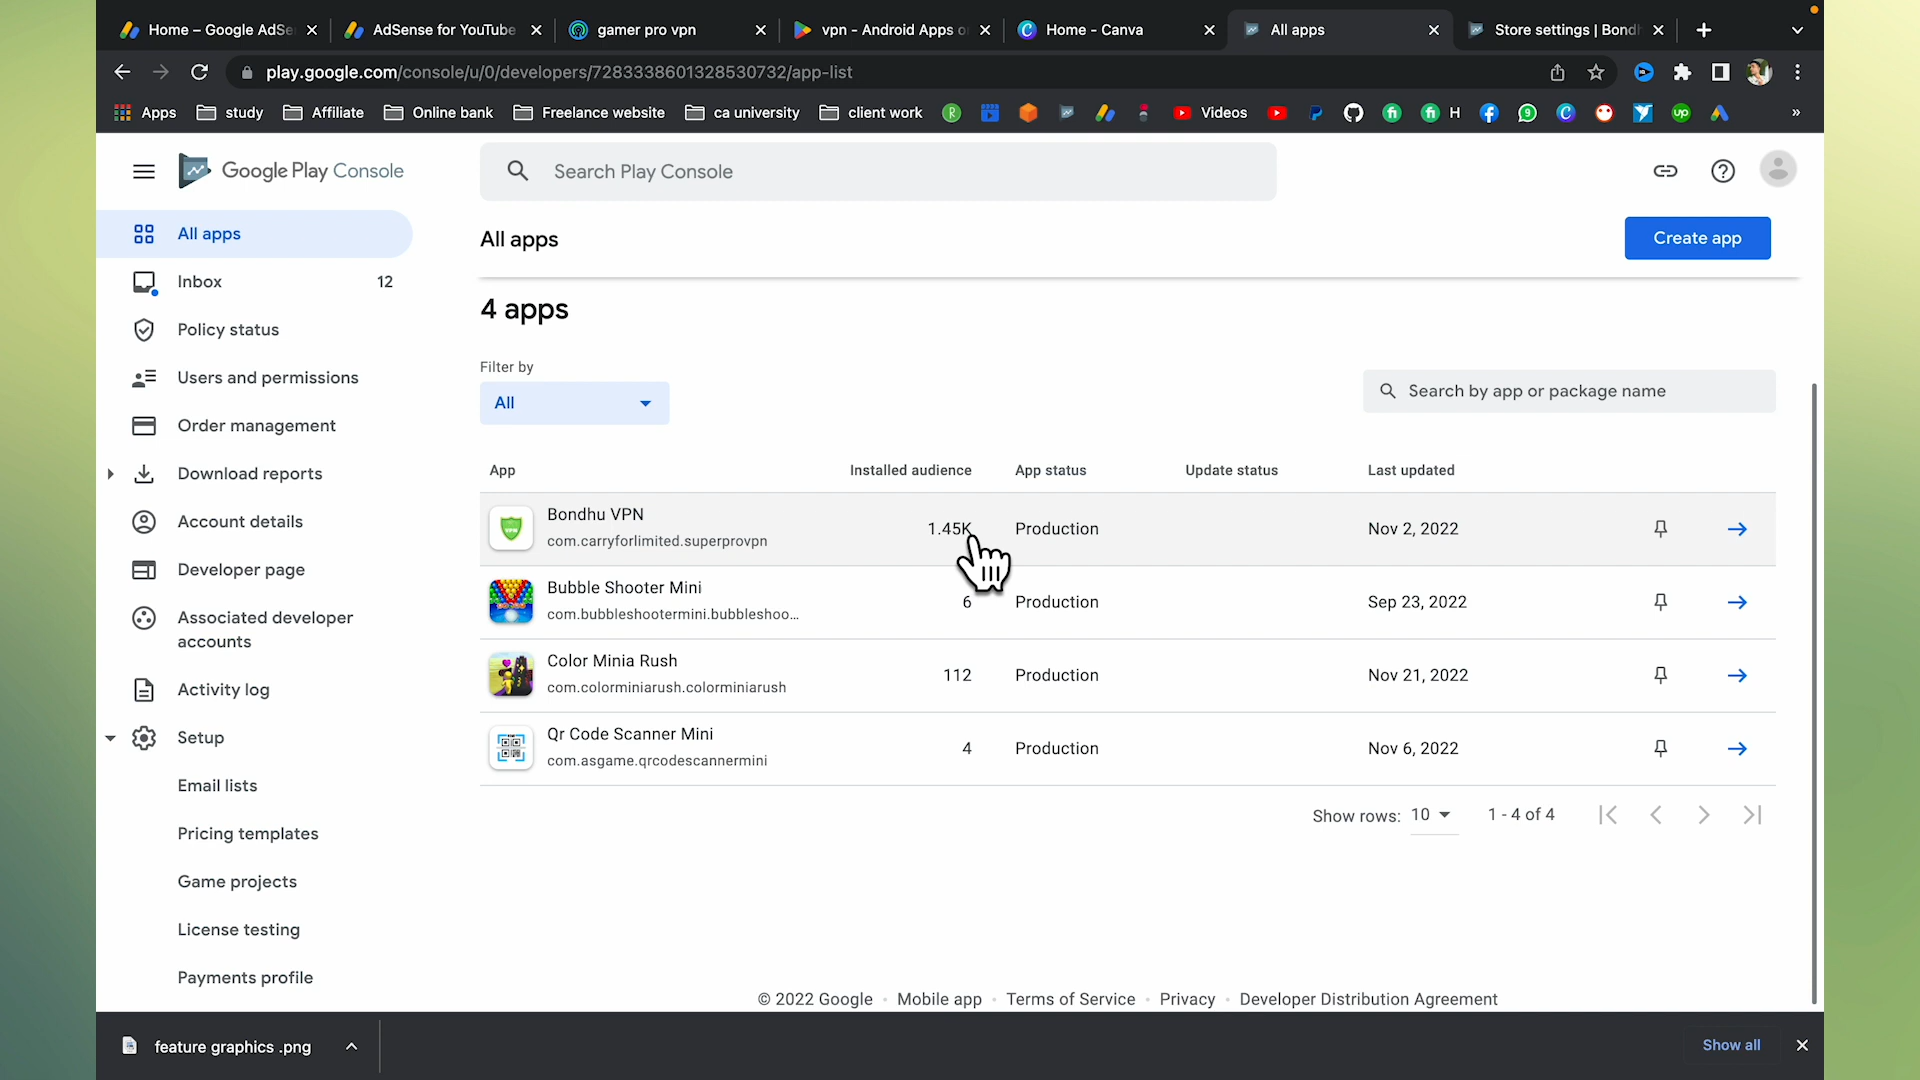 Home – Google AdSe
AdSense for YouTube
gamer pro vpn
vpn - Android Apps o
Home - Canva
All apps
Store settings | Bondh
play.google.com/console/u/0/developers/7283338601328530732/app-list
Apps
study
Affiliate
Online bank
Freelance website
ca university
client work
Videos
H
up
»
Google Play Console
Search Play Console
All apps
Inbox
12
Policy status
Users and permissions
Order management
Download reports
Account details
Developer page
Associated developer
accounts
Activity log
Setup
Email lists
Pricing templates
Game projects
License testing
Payments profile
All apps
Create app
4 apps
Filter by
All
Search by app or package name
App
Installed audience
App status
Update status
Last updated
Bondhu VPN
com.carryforlimited.superprovpn
1.45K
Production
Nov 2, 2022
Bubble Shooter Mini
com.bubbleshootermini.bubbleshoo...
6
Production
Sep 23, 2022
Color Minia Rush
com.colorminiarush.colorminiarush
112
Production
Nov 21, 2022
Qr Code Scanner Mini
com.asgame.qrcodescannermini
4
Production
Nov 6, 2022
Show rows: 10
1 - 4 of 4
© 2022 Google · Mobile app · Terms of Service · Privacy · Developer Distribution Agreement
feature graphics .png
Show all